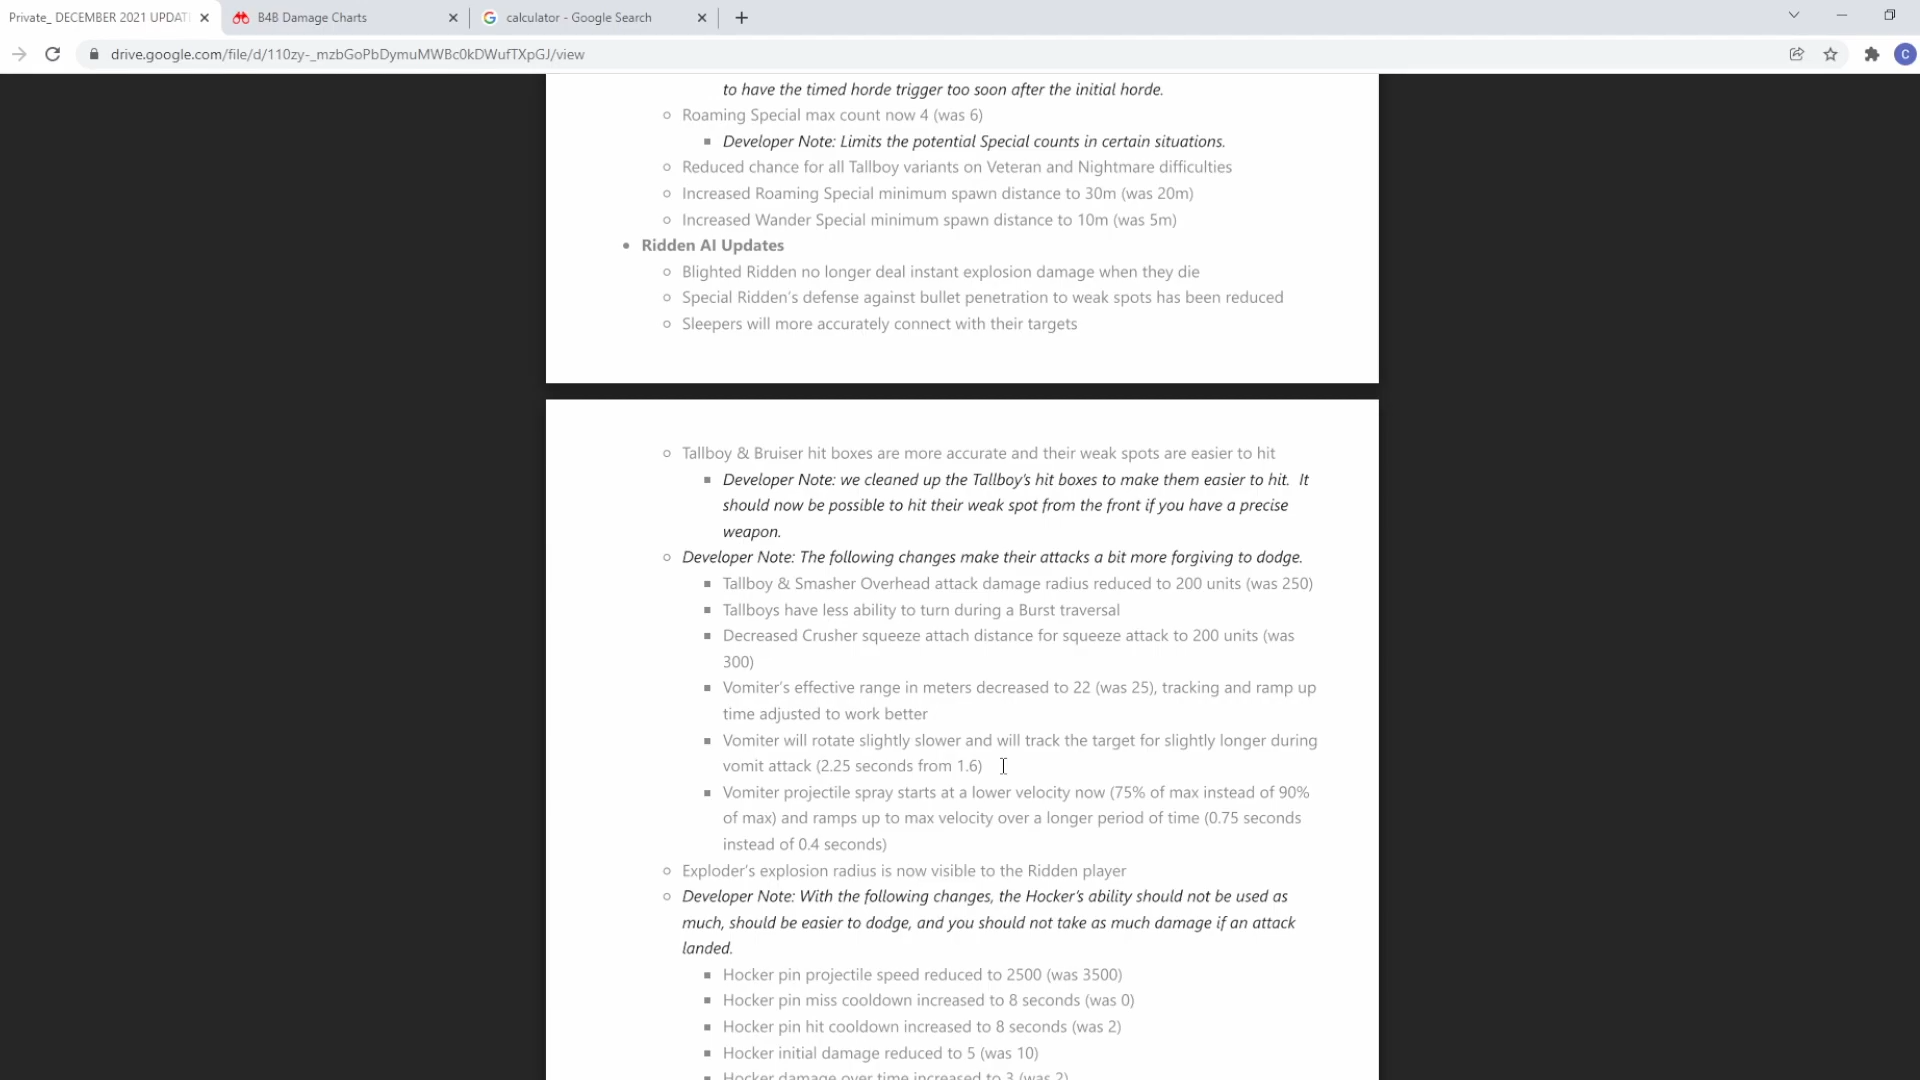 Private_ DECEMBER 2021 UPDATI
B4B Damage Charts
calculator - Google Search
drive.google.com/file/d/110zy-_mzbGoPbDymuMWBc0kDWufTXpGJ/view
C
to have the timed horde trigger too soon after the initial horde.
Roaming Special max count now 4 (was 6)
Developer Note: Limits the potential Special counts in certain situations.
Reduced chance for all Tallboy variants on Veteran and Nightmare difficulties
Increased Roaming Special minimum spawn distance to 30m (was 20m)
Increased Wander Special minimum spawn distance to 10m (was 5m)
Ridden AI Updates
Blighted Ridden no longer deal instant explosion damage when they die
Special Ridden's defense against bullet penetration to weak spots has been reduced
Sleepers will more accurately connect with their targets
Tallboy & Bruiser hit boxes are more accurate and their weak spots are easier to hit
Developer Note: we cleaned up the Tallboy's hit boxes to make them easier to hit. It
should now be possible to hit their weak spot from the front if you have a precise
weapon.
Developer Note: The following changes make their attacks a bit more forgiving to dodge.
Tallboy & Smasher Overhead attack damage radius reduced to 200 units (was 250)
Tallboys have less ability to turn during a Burst traversal
Decreased Crusher squeeze attach distance for squeeze attack to 200 units (was
300)
Vomiter's effective range in meters decreased to 22 (was 25), tracking and ramp up
time adjusted to work better
Vomiter will rotate slightly slower and will track the target for slightly longer during
vomit attack (2.25 seconds from 1.6)
Vomiter projectile spray starts at a lower velocity now (75% of max instead of 90%
of max) and ramps up to max velocity over a longer period of time (0.75 seconds
instead of 0.4 seconds)
Exploder's explosion radius is now visible to the Ridden player
Developer Note: With the following changes, the Hocker's ability should not be used as
much, should be easier to dodge, and you should not take as much damage if an attack
landed.
Hocker pin projectile speed reduced to 2500 (was 3500)
Hocker pin miss cooldown increased to 8 seconds (was 0)
Hocker pin hit cooldown increased to 8 seconds (was 2)
Hocker initial damage reduced to 5 (was 10)
Hocker damage over time increased to 3 (was 2)